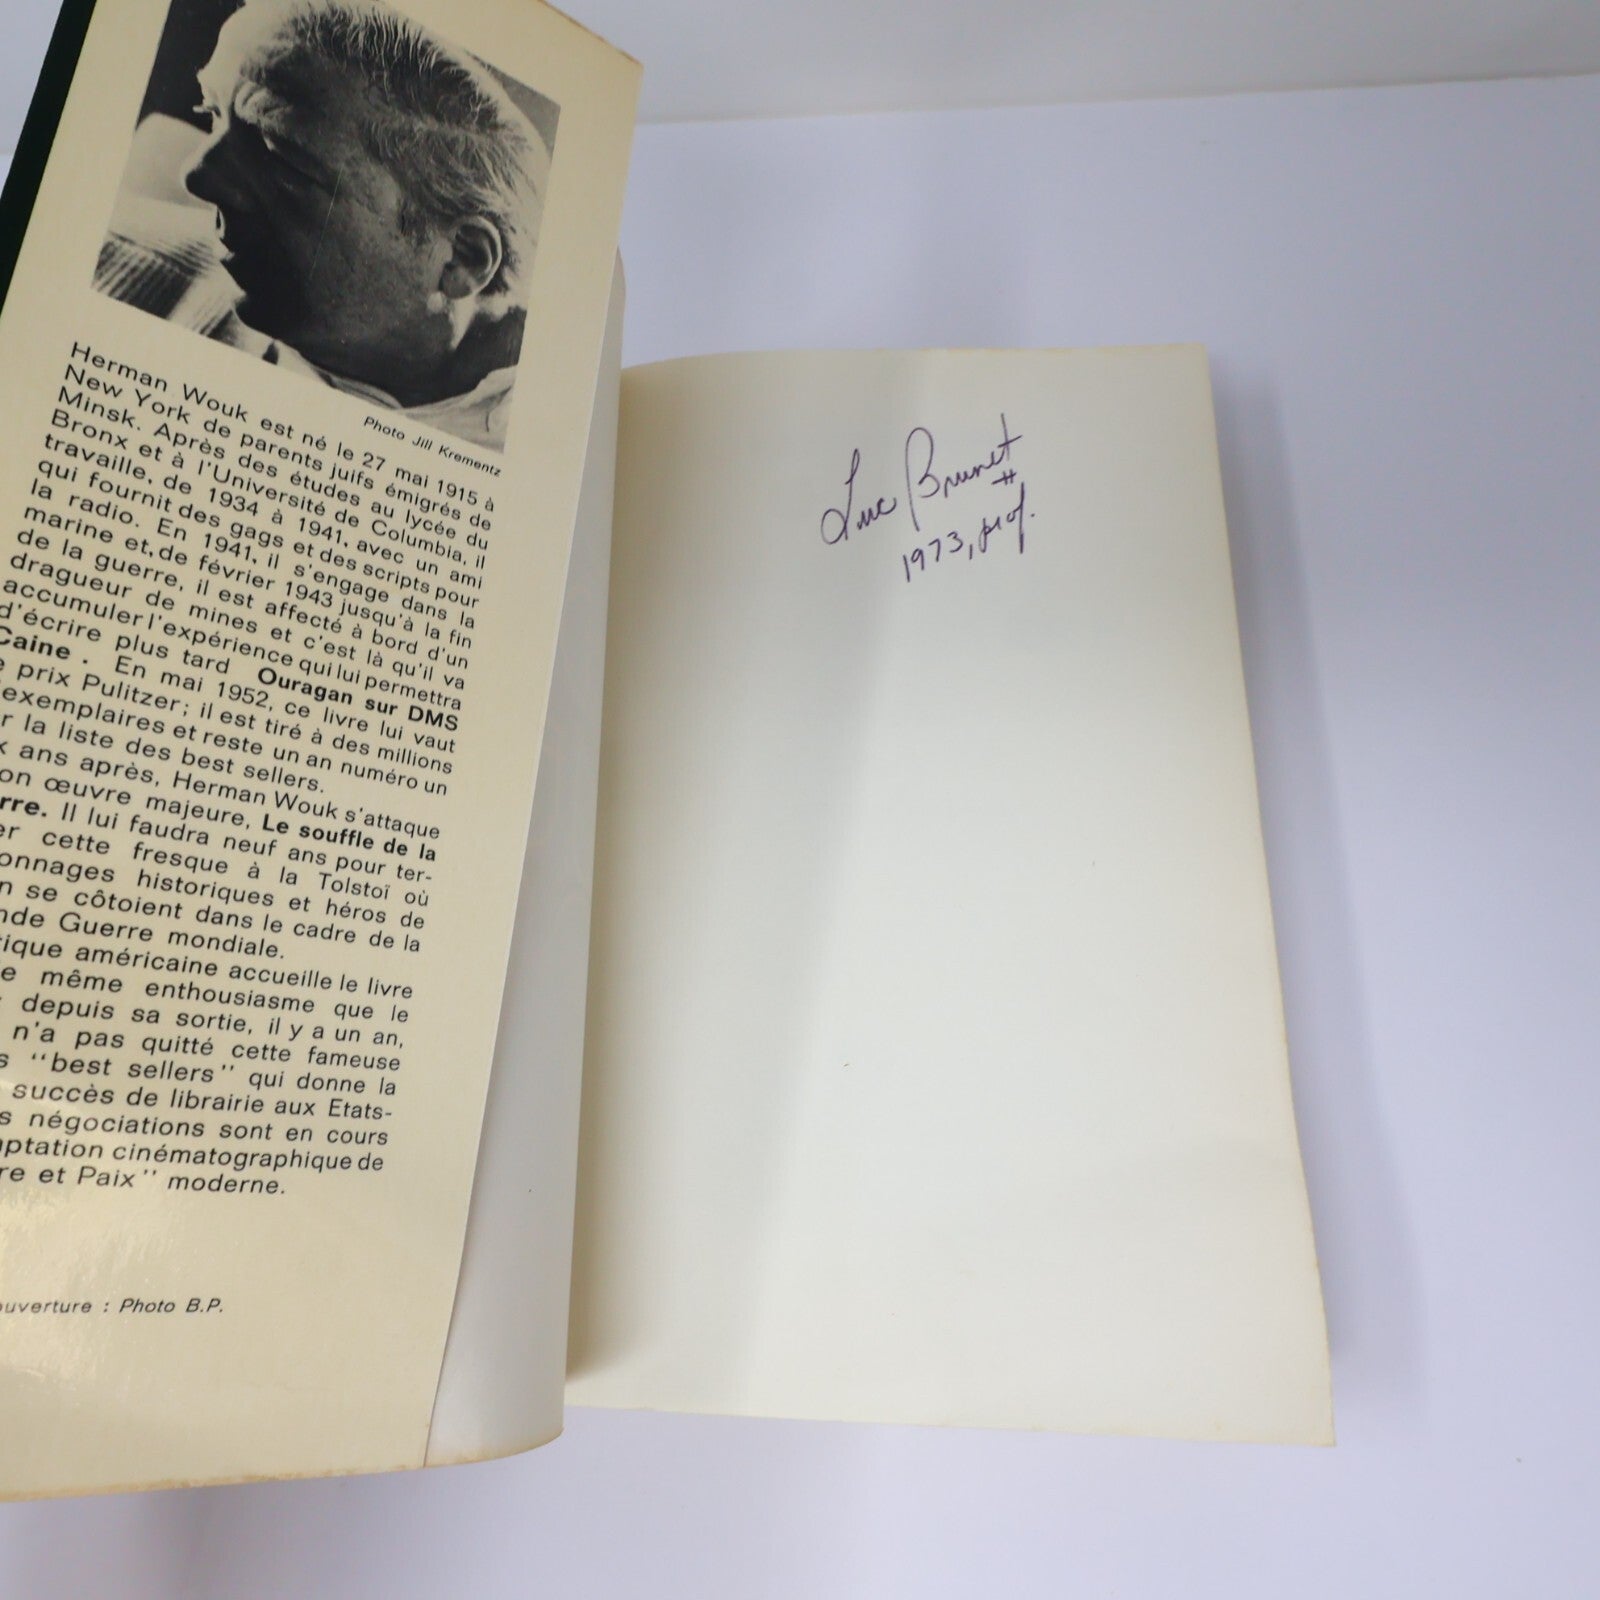 Photo Jill Krementz
Herman Wouk est né le 27 mai 1915 à
New York de parents juifs émigrés de
Minsk. Après des études au lycée du
Bronx et à l'Université de Columbia, il
travaille, de 1934 à 1941, avec un ami
qui fournit des gags et des scripts pour
la radio. En 1941, il s'engage dans la
marine et, de février 1943 jusqu'à la fin
de la guerre, il est affecté à bord d'un
dragueur de mines et c'est là qu'il va
accumuler l'expérience qui lui permettra
d'écrire plus tard Ouragan sur DMS
Caine. En mai 1952, ce livre lui vaut
prix Pulitzer; il est tiré à des millions
exemplaires et reste un an numéro un
la liste des best sellers.
ans après, Herman Wouk s'attaque
œuvre majeure, Le souffle de la
rre. Il lui faudra neuf ans pour ter-
er cette fresque à la Tolstoï où
onnages historiques et héros de
n se côtoient dans le cadre de la
nde Guerre mondiale.
tique américaine accueille le livre
e même enthousiasme que le
depuis sa sortie, il y a un an,
n'a pas quitté cette fameuse
s "best sellers" qui donne la
succès de librairie aux Etats-
s négociations sont en cours
aptation cinématographique de
re et Paix" moderne.
ouverture : Photo B.P.
Luc Brunet
1973, prof.